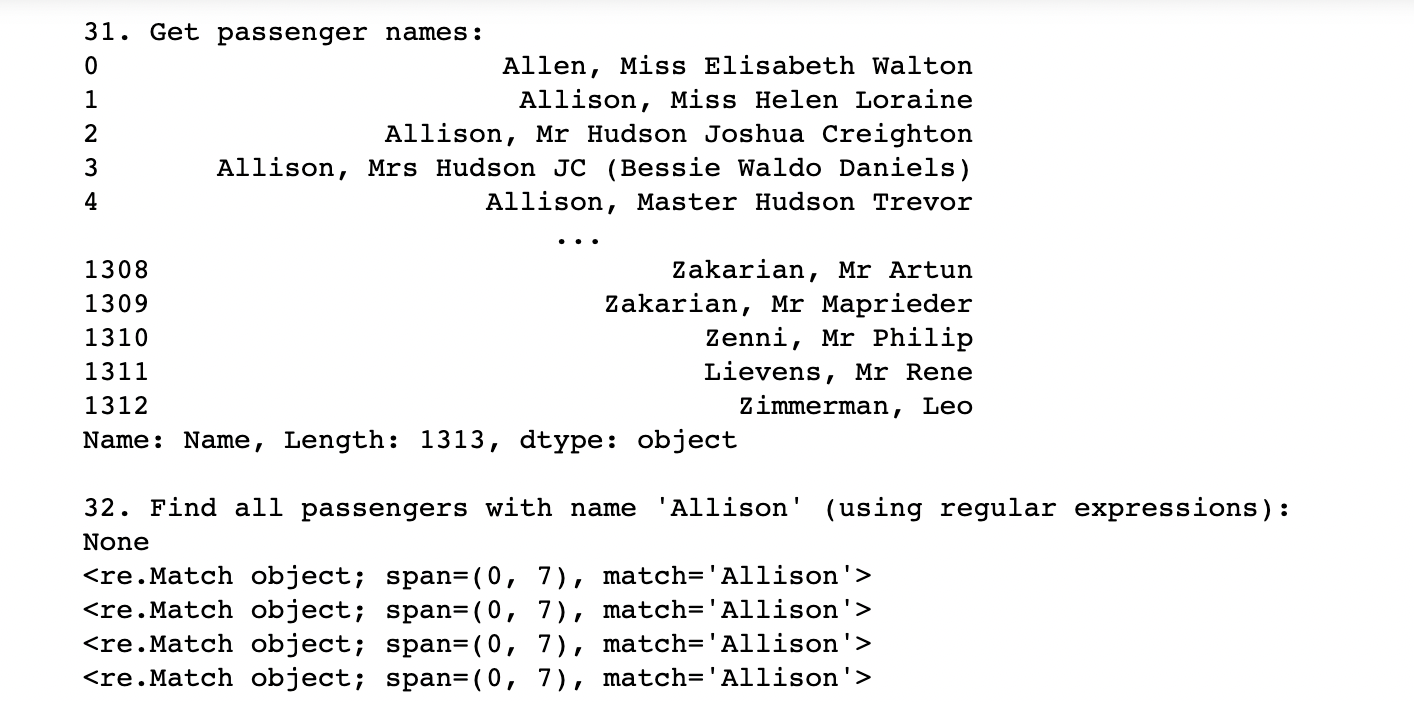 31. Get passenger names:
0 Allen, Miss Elisabeth Walton
1 Allison, Miss Helen Loraine
2 Allison, Mr Hudson Joshua Creighton
3 Allison, Mrs Hudson JC (Bessie Waldo Daniels)
4 Allison, Master Hudson Trevor
...
1308 Zakarian, Mr Artun
1309 Zakarian, Mr Maprieder
1310 Zenni, Mr Philip
1311 Lievens, Mr Rene
1312 Zimmerman, Leo
Name: Name, Length: 1313, dtype: object
32. Find all passengers with name 'Allison' (using regular expressions):
None
<re.Match object; span=(0, 7), match='Allison'>
<re.Match object; span=(0, 7), match='Allison'>
<re.Match object; span=(0, 7), match='Allison'>
<re.Match object; span=(0, 7), match='Allison'>